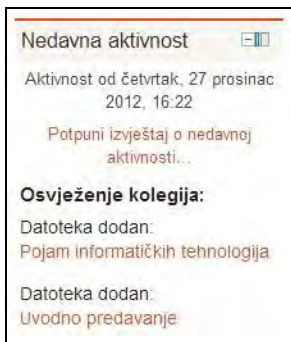 Nedavna aktivnost
Aktivnost od četvrtak, 27 prosinac
2012, 16:22
Potpuni izvještaj o nedavnoj
aktivnosti...
Osvježenje kolegija:
Datoteka dodan:
Pojam informatičkih tehnologija
Datoteka dodan:
Uvodno predavanje